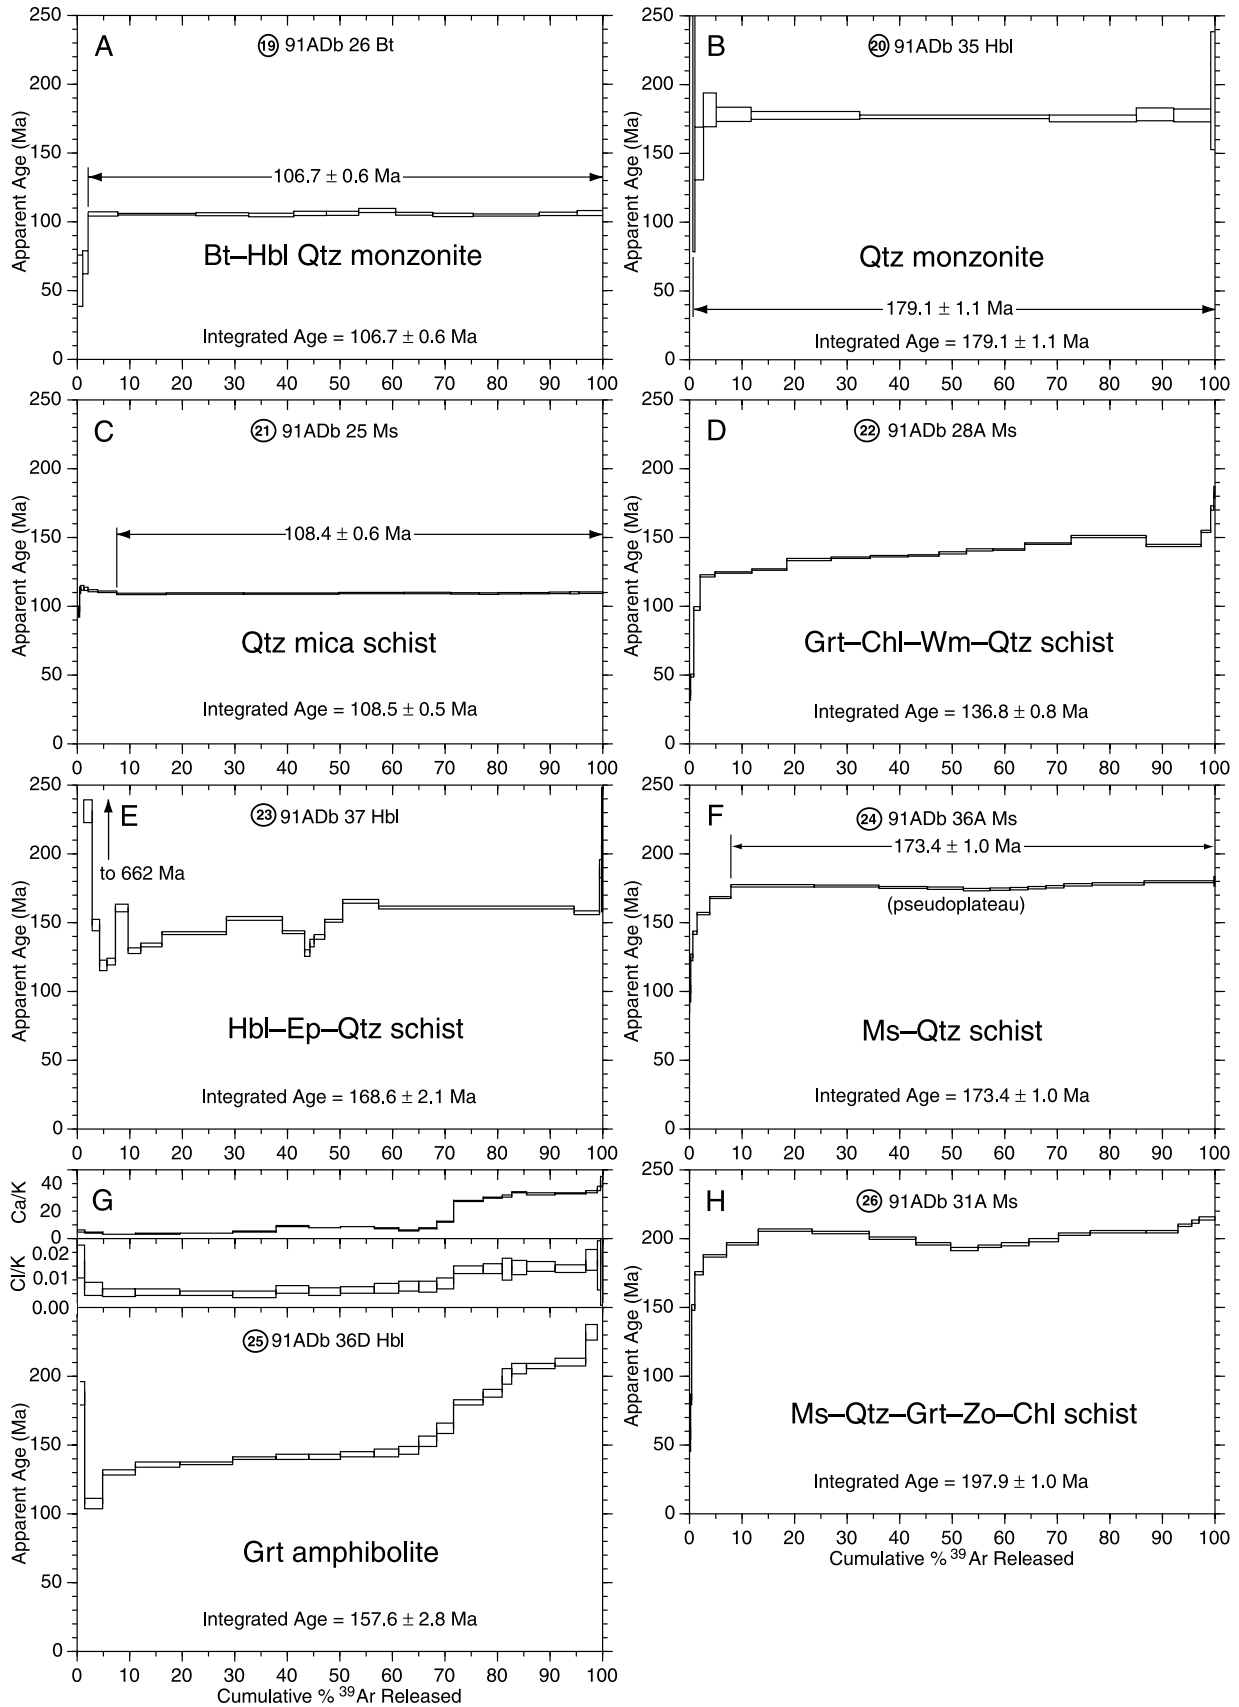 A
19 91ADb 26 Bt
106.7 ± 0.6 Ma
Bt–Hbl Qtz monzonite
Integrated Age = 106.7 ± 0.6 Ma
Apparent Age (Ma)
250
200
150
100
50
0
0 10 20 30 40 50 60 70 80 90 100
B
20 91ADb 35 Hbl
Qtz monzonite
179.1 ± 1.1 Ma
Integrated Age = 179.1 ± 1.1 Ma
Apparent Age (Ma)
250
200
150
100
50
0
0 10 20 30 40 50 60 70 80 90 100
C
21 91ADb 25 Ms
108.4 ± 0.6 Ma
Qtz mica schist
Integrated Age = 108.5 ± 0.5 Ma
Apparent Age (Ma)
250
200
150
100
50
0
0 10 20 30 40 50 60 70 80 90 100
D
22 91ADb 28A Ms
Grt–Chl–Wm–Qtz schist
Integrated Age = 136.8 ± 0.8 Ma
Apparent Age (Ma)
250
200
150
100
50
0
0 10 20 30 40 50 60 70 80 90 100
E
23 91ADb 37 Hbl
to 662 Ma
Hbl–Ep–Qtz schist
Integrated Age = 168.6 ± 2.1 Ma
Apparent Age (Ma)
250
200
150
100
50
0
0 10 20 30 40 50 60 70 80 90 100
F
24 91ADb 36A Ms
173.4 ± 1.0 Ma
(pseudoplateau)
Ms–Qtz schist
Integrated Age = 173.4 ± 1.0 Ma
Apparent Age (Ma)
250
200
150
100
50
0
0 10 20 30 40 50 60 70 80 90 100
G
Ca/K
40
20
0
Cl/K
0.02
0.01
0.00
25 91ADb 36D Hbl
Grt amphibolite
Integrated Age = 157.6 ± 2.8 Ma
Apparent Age (Ma)
200
150
100
50
0
0 10 20 30 40 50 60 70 80 90 100
Cumulative % 39Ar Released
H
26 91ADb 31A Ms
Ms–Qtz–Grt–Zo–Chl schist
Integrated Age = 197.9 ± 1.0 Ma
Apparent Age (Ma)
250
200
150
100
50
0
0 10 20 30 40 50 60 70 80 90 100
Cumulative % 39Ar Released